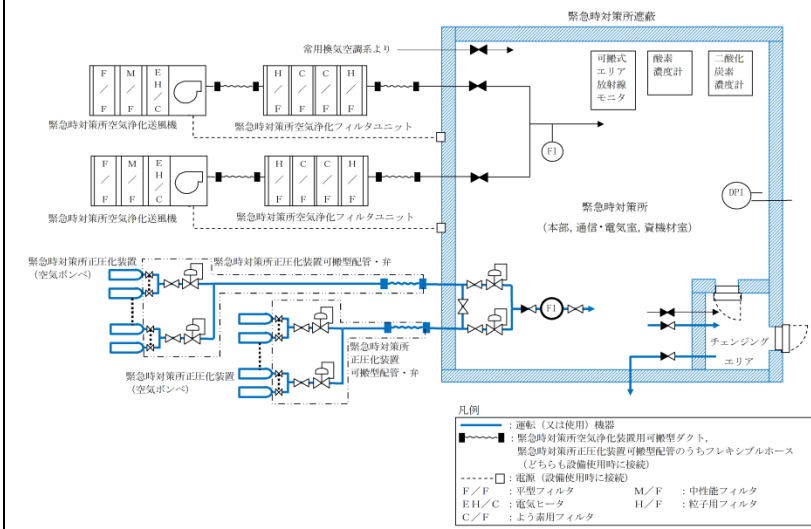 緊急時対策所遮蔽
常用換気空調系より
可搬式
エリア
放射線
モニタ
酸素
濃度計
二酸化
炭素
濃度計
F/F
M/F
EH/C
H/F
C/F
C/F
H/F
緊急時対策所空気浄化送風機
緊急時対策所空気浄化フィルタユニット
FI
F/F
M/F
EH/C
H/F
C/F
C/F
H/F
緊急時対策所空気浄化送風機
緊急時対策所空気浄化フィルタユニット
DPI
緊急時対策所
(本部,通信・電気室,資機材室)
緊急時対策所正圧化装置
(空気ボンベ)
緊急時対策所正圧化装置可搬型配管・弁
FI
緊急時対策所
正圧化装置
可搬型配管・弁
緊急時対策所正圧化装置
(空気ボンベ)
チェンジング
エリア
凡例
:運転(又は使用)機器
:緊急時対策所空気浄化装置用可搬型ダクト,
緊急時対策所正圧化装置可搬型配管のうちフレキシブルホース
(どちらも設備使用時に接続)
:電源(設備使用時に接続)
F/F :平型フィルタ M/F :中性能フィルタ
EH/C :電気ヒータ H/F :粒子用フィルタ
C/F :よう素用フィルタ